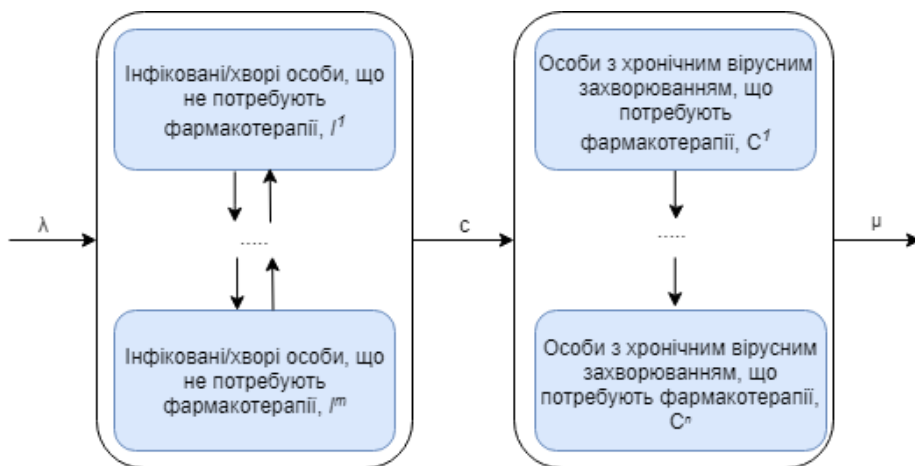 Інфіковані/хворі особи, що
не потребують
фармакотерапії, I¹
Особи з хронічним вірусним
захворюванням, що
потребують
фармакотерапії, C¹
λ
.....
c
.....
μ
Інфіковані/хворі особи, що
не потребують
фармакотерапії, Iᵐ
Особи з хронічним вірусним
захворюванням, що
потребують фармакотерапії,
Cⁿ